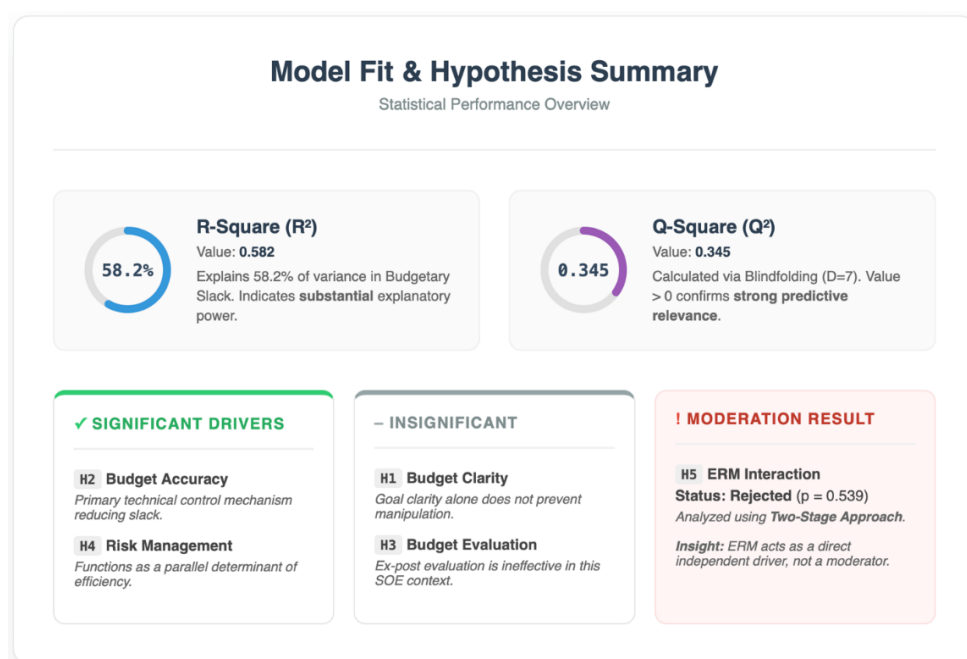 Model Fit & Hypothesis Summary
Statistical Performance Overview
58.2%
R-Square (R²)
Value: 0.582
Explains 58.2% of variance in Budgetary
Slack. Indicates substantial explanatory
power.
0.345
Q-Square (Q²)
Value: 0.345
Calculated via Blindfolding (D=7). Value
> 0 confirms strong predictive
relevance.
✓ SIGNIFICANT DRIVERS
H2 Budget Accuracy
Primary technical control mechanism
reducing slack.
H4 Risk Management
Functions as a parallel determinant of
efficiency.
– INSIGNIFICANT
H1 Budget Clarity
Goal clarity alone does not prevent
manipulation.
H3 Budget Evaluation
Ex-post evaluation is ineffective in this
SOE context.
! MODERATION RESULT
H5 ERM Interaction
Status: Rejected (p = 0.539)
Analyzed using Two-Stage Approach.
Insight: ERM acts as a direct
independent driver, not a moderator.